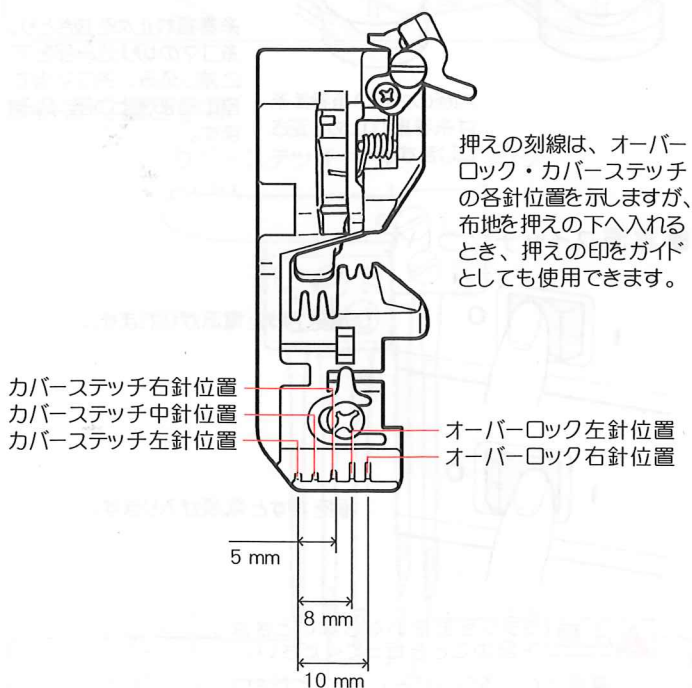 押えの刻線は、オーバー
ロック・カバーステッチ
の各針位置を示しますが、
布地を押えの下へ入れる
とき、押えの印をガイド
としても使用できます。
カバーステッチ右針位置
カバーステッチ中針位置
カバーステッチ左針位置
オーバーロック左針位置
オーバーロック右針位置
5 mm
8 mm
10 mm